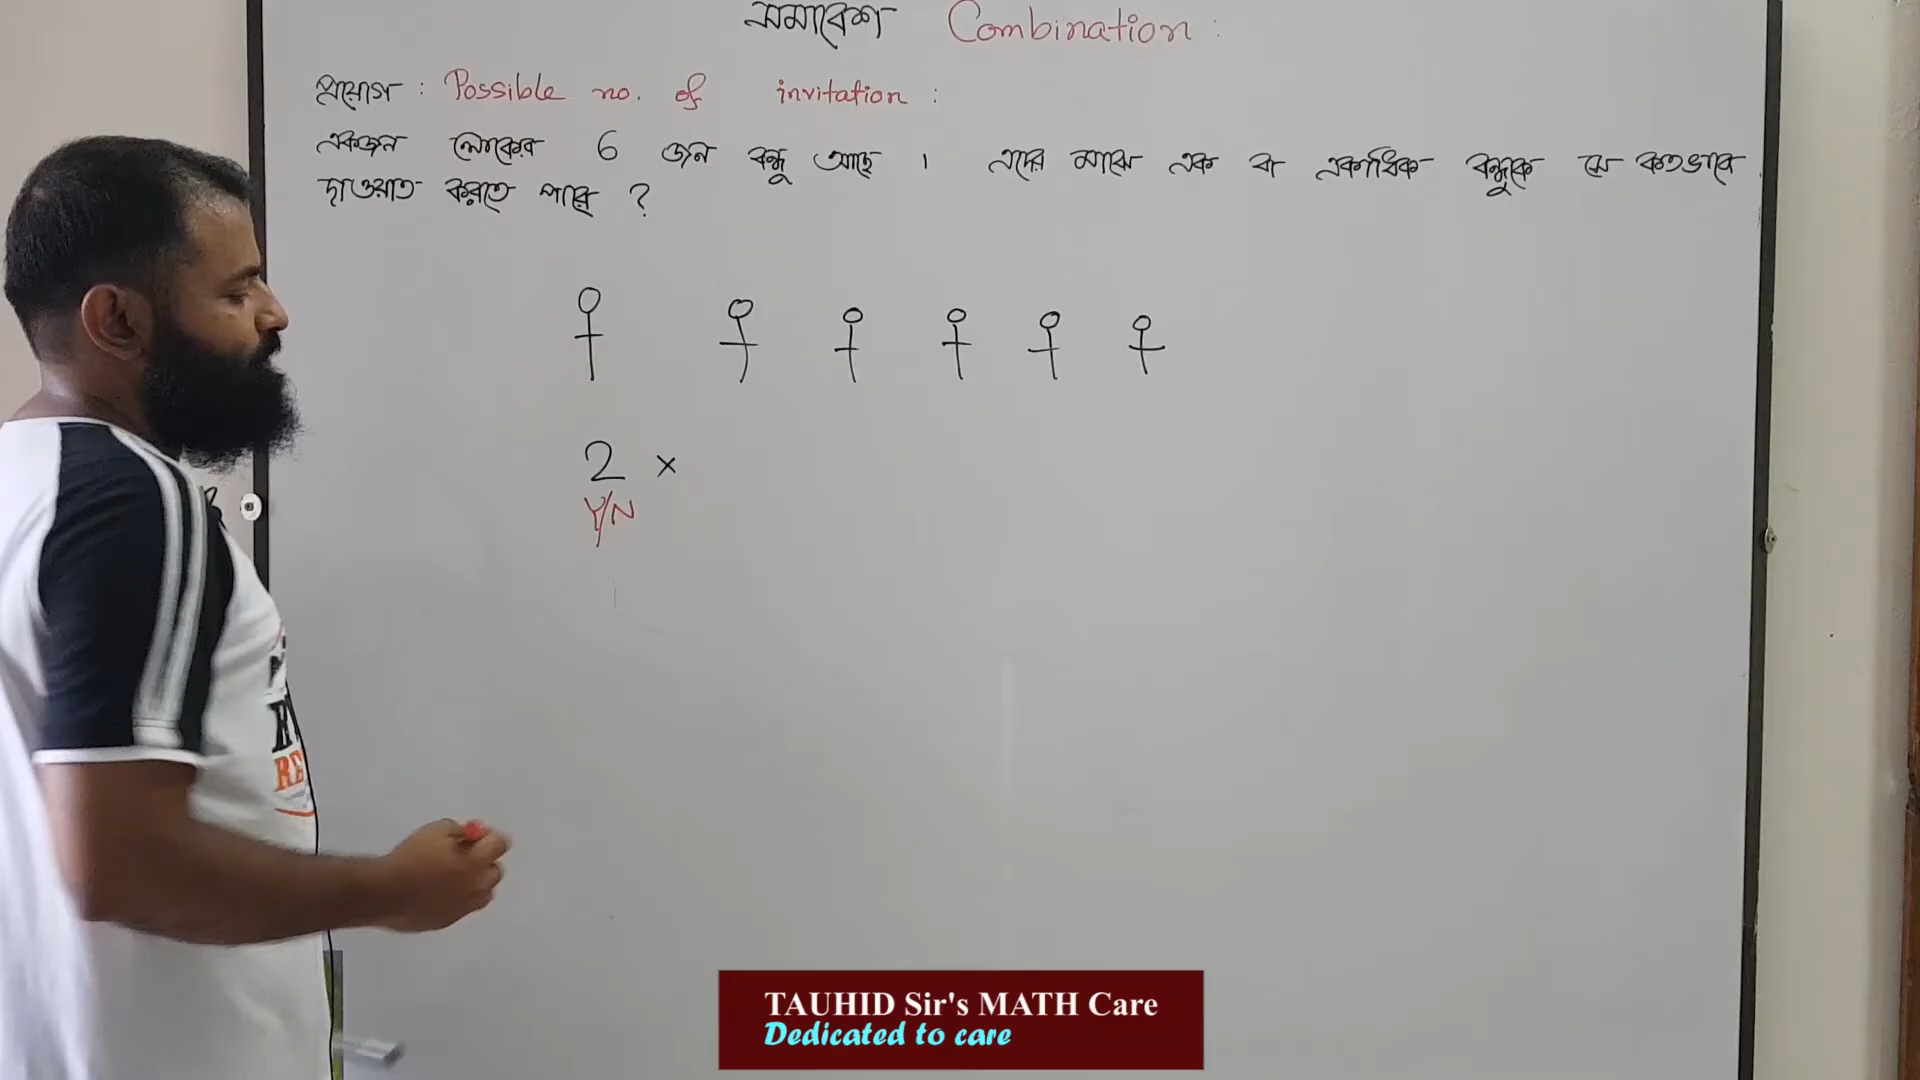 সমাবেশ Combination :
প্রয়োগ : Possible no. of invitation :
একজন লোকের 6 জন বন্ধু আছে । এদের মাঝে এক বা একাধিক বন্ধুকে সে কতভাবে
দাওয়াত করতে পারে ?
2 ×
Y/N
TAUHID Sir's MATH Care
Dedicated to care